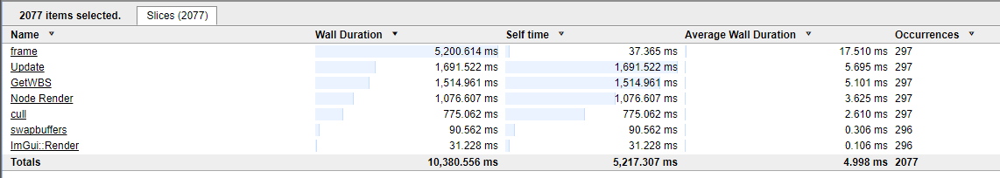 2077 items selected. Slices (2077)
Name Wall Duration Self time Average Wall Duration Occurrences
frame 5,200.614 ms 37.365 ms 17.510 ms 297
Update 1,691.522 ms 1,691.522 ms 5.695 ms 297
GetWBS 1,514.961 ms 1,514.961 ms 5.101 ms 297
Node Render 1,076.607 ms 1,076.607 ms 3.625 ms 297
cull 775.062 ms 775.062 ms 2.610 ms 297
swapbuffers 90.562 ms 90.562 ms 0.306 ms 296
ImGui::Render 31.228 ms 31.228 ms 0.106 ms 296
Totals 10,380.556 ms 5,217.307 ms 4.998 ms 2077